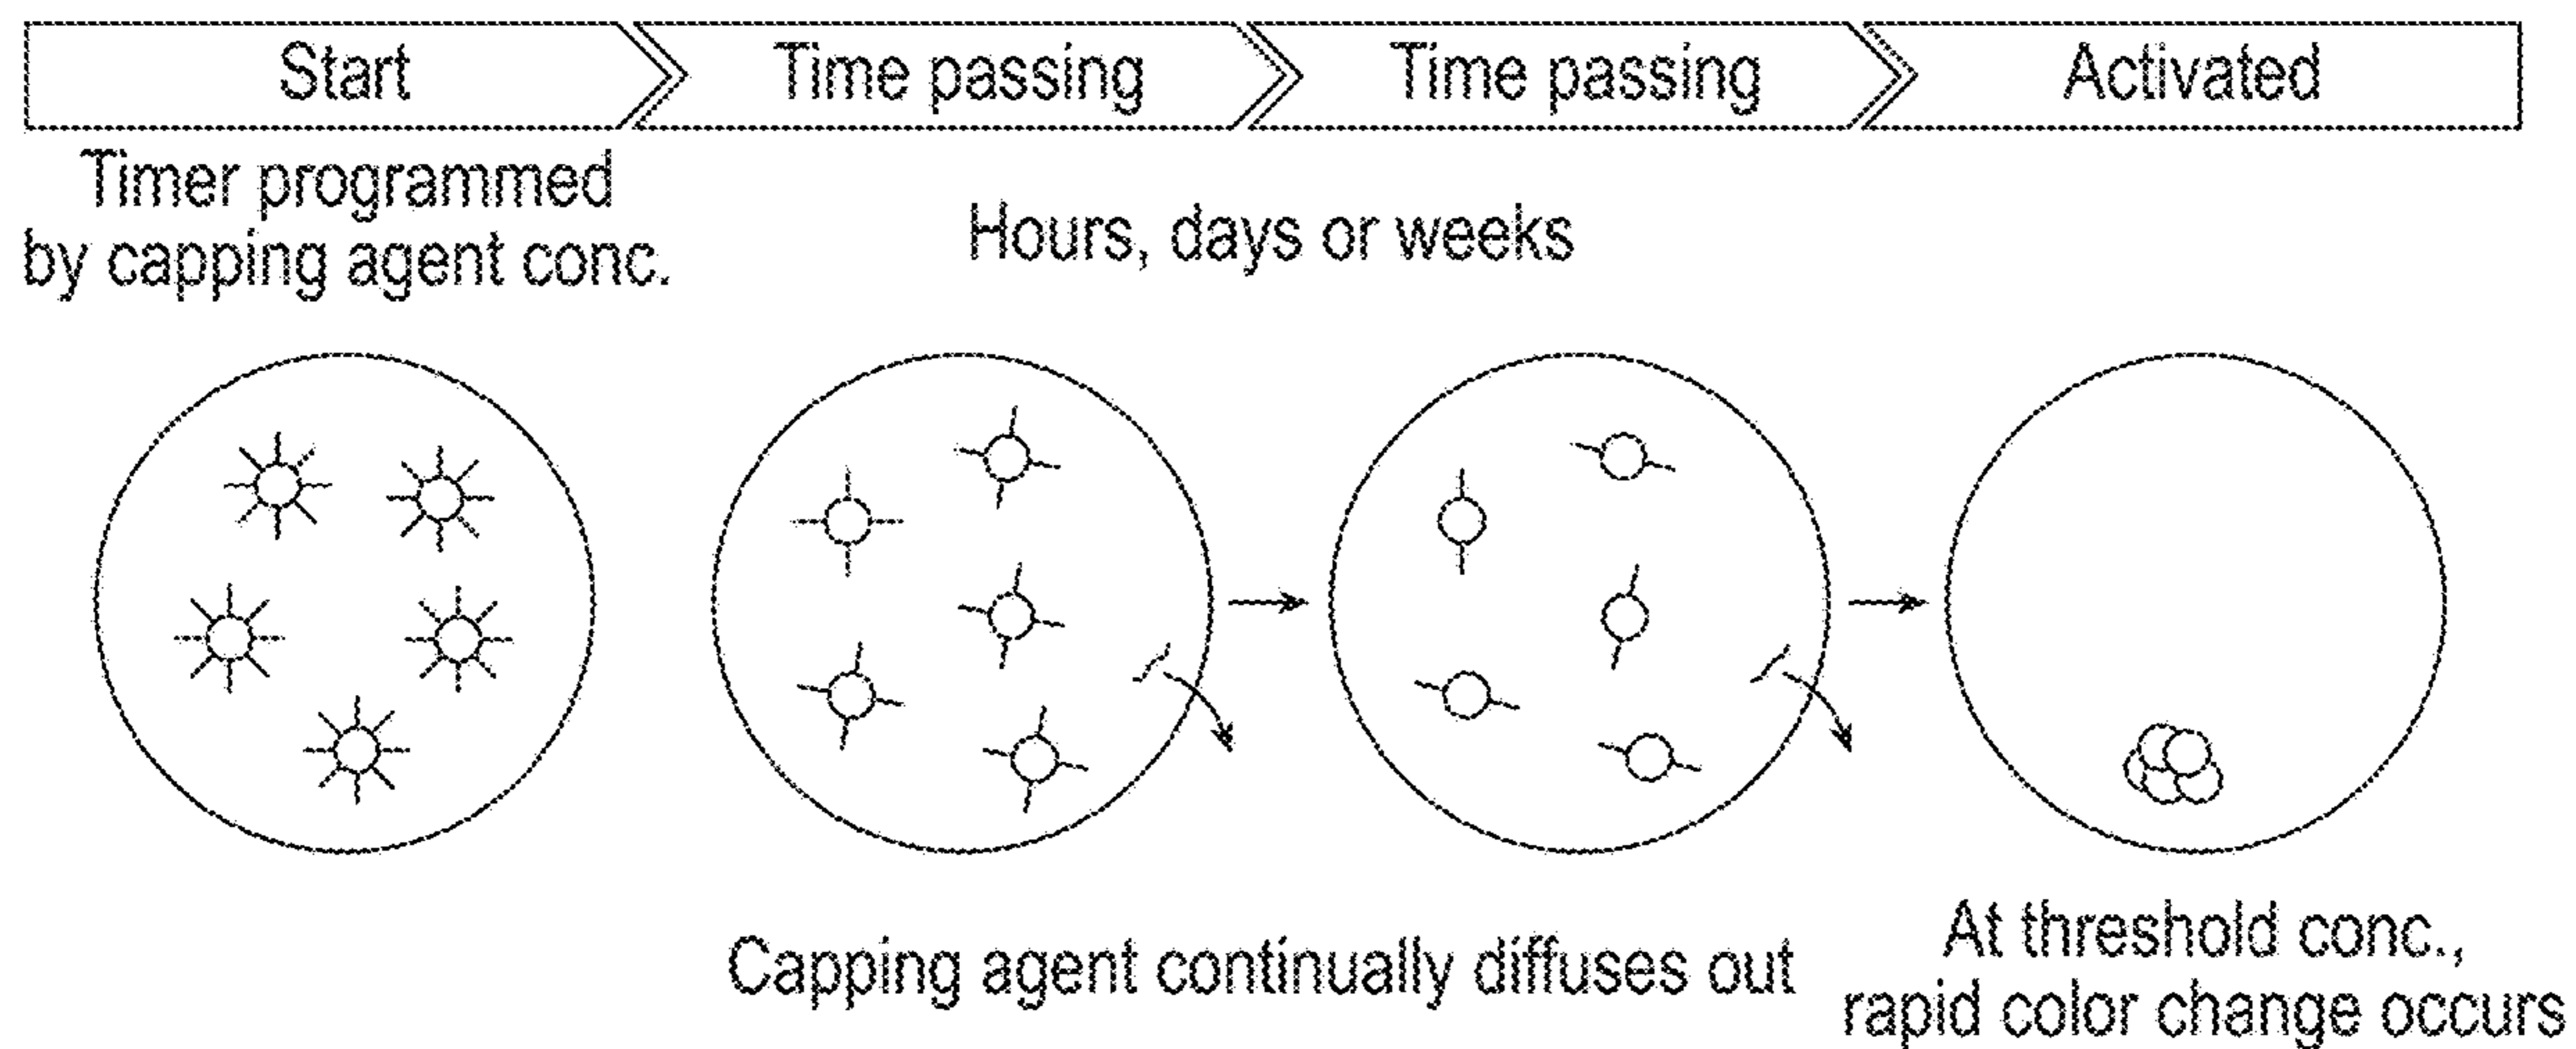 Start
Time passing
Time passing
Activated
Timer programmed
by capping agent conc.
Hours, days or weeks
Capping agent continually diffuses out
At threshold conc.,
rapid color change occurs